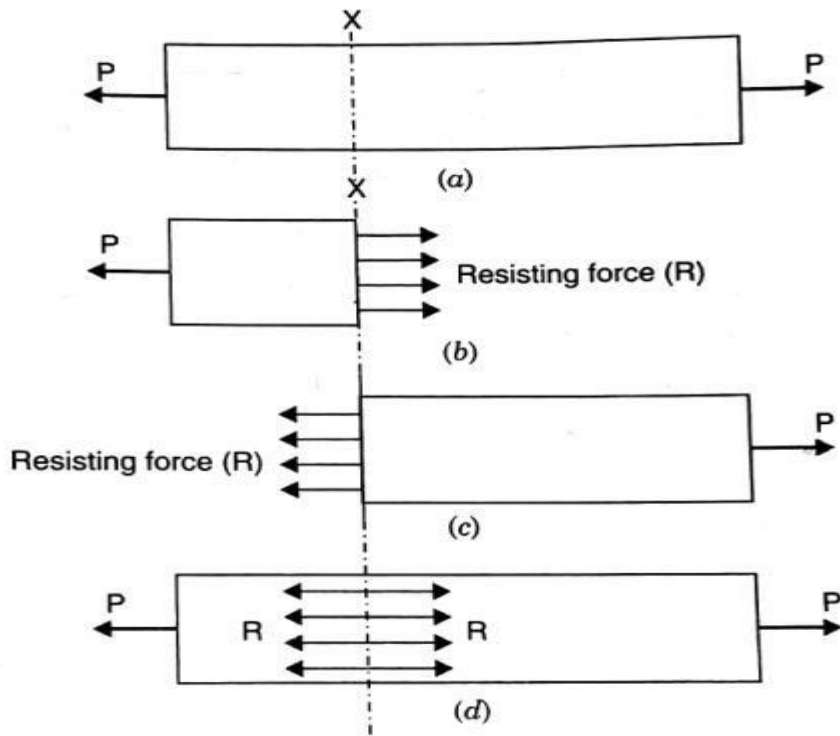 X
P
P
(a)
X
P
Resisting force (R)
(b)
P
Resisting force (R)
(c)
P
P
R
R
(d)